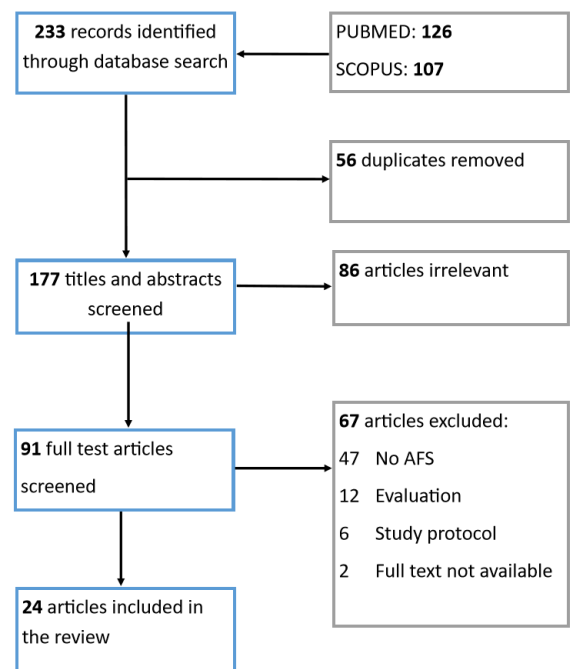 233 records identified
through database search
PUBMED: 126
SCOPUS: 107
56 duplicates removed
177 titles and abstracts
screened
86 articles irrelevant
91 full test articles
screened
67 articles excluded:
47 No AFS
12 Evaluation
6 Study protocol
2 Full text not available
24 articles included in
the review